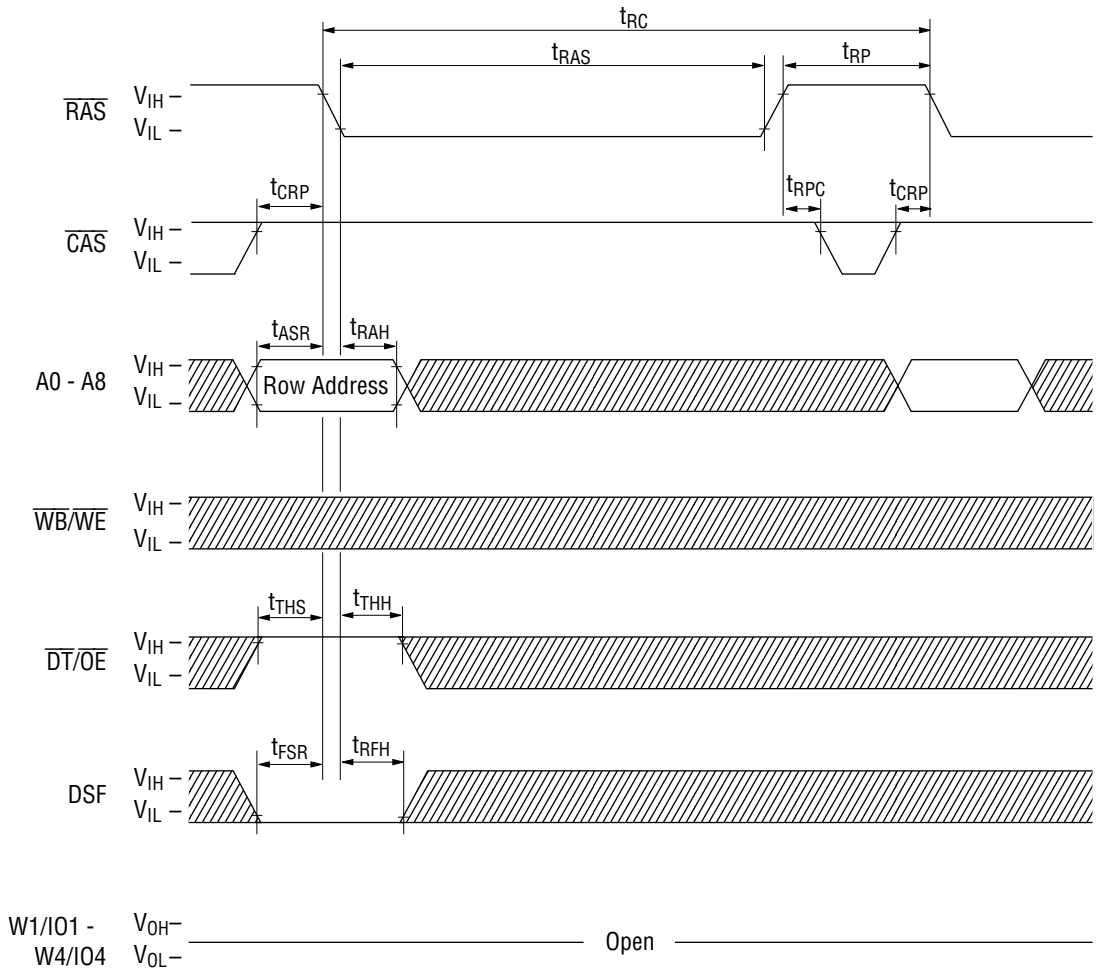 tRC
tRAS
tRP
RAS
VIH –
VIL –
tCRP
tRPC
tCRP
CAS
VIH –
VIL –
tASR
tRAH
A0 - A8
VIH –
VIL –
Row Address
WB/WE
VIH –
VIL –
tTHS
tTHH
DT/OE
VIH –
VIL –
tFSR
tRFH
DSF
VIH –
VIL –
W1/IO1 -
W4/IO4
VOH–
VOL–
Open